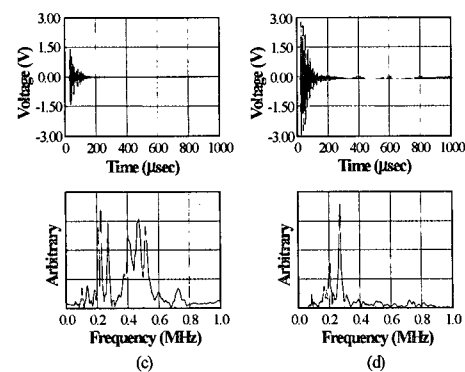 3.00
1.50
0.00
-1.50
-3.00
Voltage (V)
0 200 400 600 800 1000
Time (μsec)
3.00
1.50
0.00
-1.50
-3.00
Voltage (V)
0 200 400 600 800 1000
Time (μsec)
Arbitrary
0.0 0.2 0.4 0.6 0.8 1.0
Frequency (MHz)
(c)
Arbitrary
0.0 0.2 0.4 0.6 0.8 1.0
Frequency (MHz)
(d)